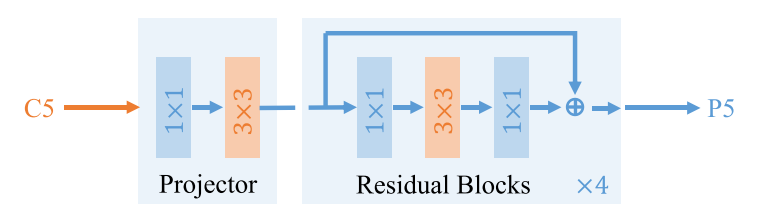 C5
1×1
3×3
1×1
3×3
1×1
P5
Projector
Residual Blocks
×4